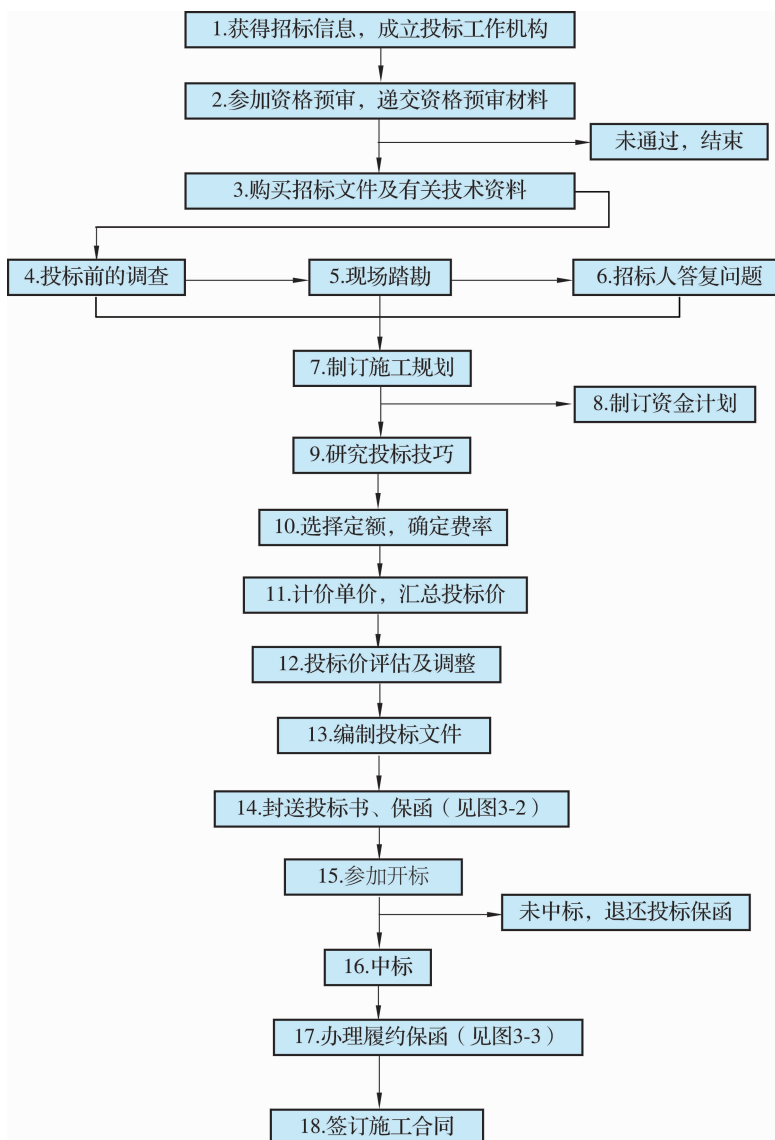 1.获得招标信息，成立投标工作机构
2.参加资格预审，递交资格预审材料
未通过，结束
3.购买招标文件及有关技术资料
4.投标前的调查
5.现场踏勘
6.招标人答复问题
7.制订施工规划
8.制订资金计划
9.研究投标技巧
10.选择定额，确定费率
11.计价单价，汇总投标价
12.投标价评估及调整
13.编制投标文件
14.封送投标书、保函（见图3-2）
15.参加开标
未中标，退还投标保函
16.中标
17.办理履约保函（见图3-3）
18.签订施工合同